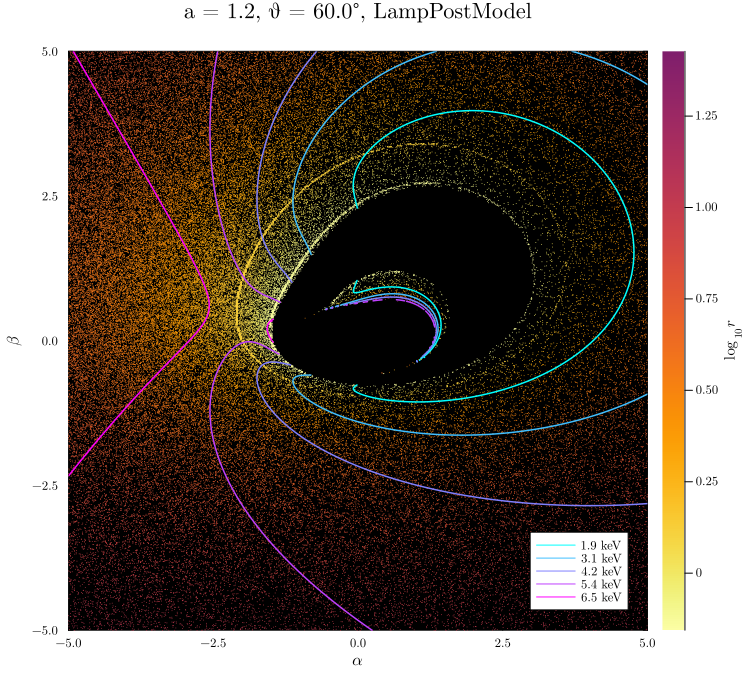 a = 1.2, ϑ = 60.0°, LampPostModel
5.0
2.5
0.0
−2.5
−5.0
β
−5.0 −2.5 0.0 2.5 5.0
α
1.9 keV
3.1 keV
4.2 keV
5.4 keV
6.5 keV
1.25
1.00
0.75
0.50
0.25
0
log₁₀ r